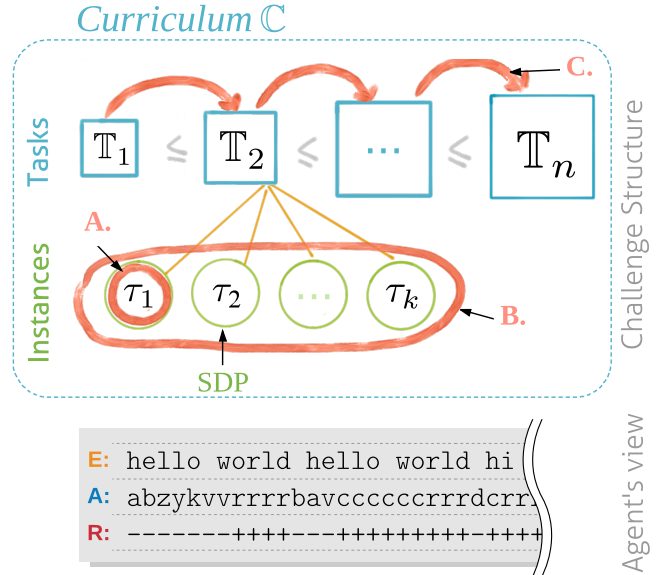 Curriculum ℂ
C.
Tasks
𝕋1 ≤ 𝕋2 ≤ ... ≤ 𝕋n
A.
Instances
τ1 τ2 ... τk
B.
SDP
Challenge Structure
E: hello world hello world hi
A: abzykvvrrrrrbavccccccrrrdcrr
R: -------++++---+++++++++-++++
Agent's view